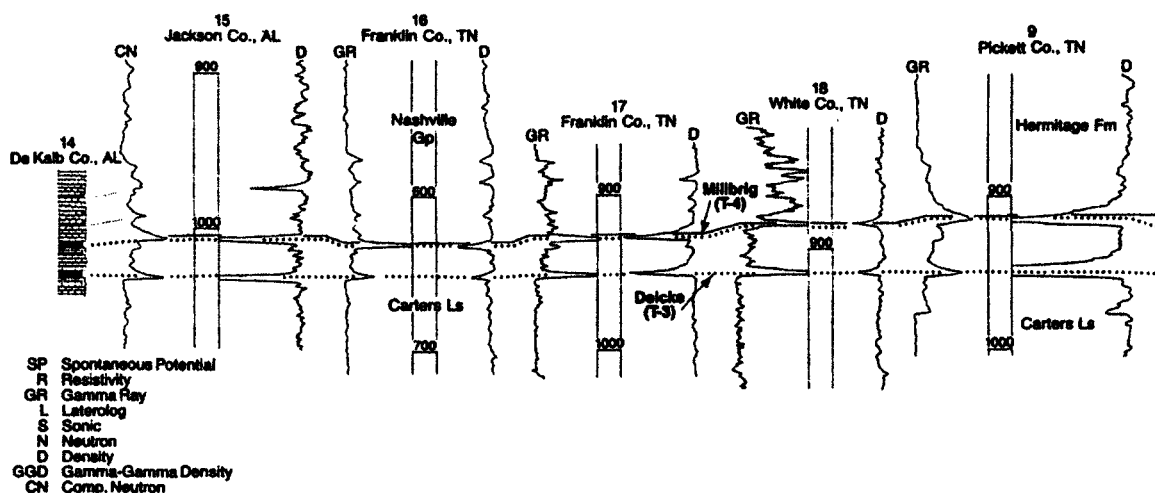 14
De Kalb Co., AL
15
Jackson Co., AL
CN
D
900
1000
16
Franklin Co., TN
GR
D
Nashville
Gp
600
Carters Ls
700
17
Franklin Co., TN
GR
D
900
1000
Millbrig
(T-4)
Deicke
(T-3)
18
White Co., TN
GR
D
900
9
Pickett Co., TN
GR
D
Hermitage Fm
900
Carters Ls
1000
SP Spontaneous Potential
R Resistivity
GR Gamma Ray
L Laterolog
S Sonic
N Neutron
D Density
GGD Gamma-Gamma Density
CN Comp. Neutron